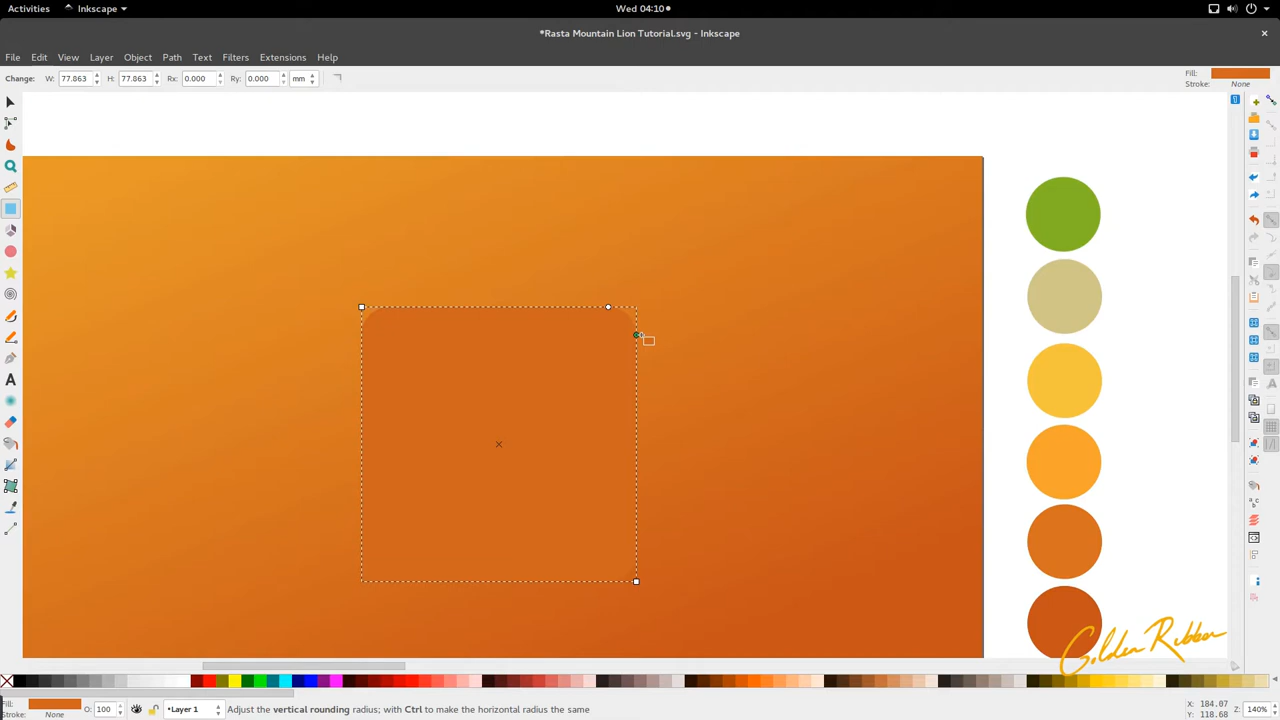 Activities
Inkscape
Wed 04:10
*Rasta Mountain Lion Tutorial.svg - Inkscape
File Edit View Layer Object Path Text Filters Extensions Help
Change: W: 77.863 H: 77.863 Rx: 0.000 Ry: 0.000 mm
Fill:
Stroke: None
Golden Ribbon
Fill:
Stroke: None
O: 100
•Layer 1
Adjust the vertical rounding radius; with Ctrl to make the horizontal radius the same
X: 184.07
Y: 118.68
Z: 140%